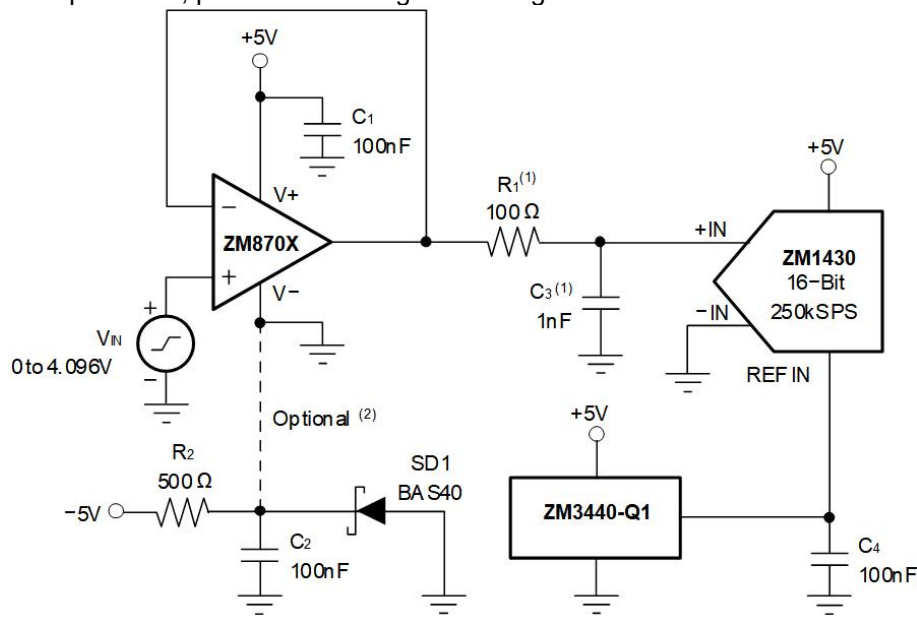 +5V
C1
100nF
V+
−
ZM870X
+
V−
+
VIN
−
0 to 4.096V
R1(1)
100Ω
C3(1)
1nF
+5V
+IN
ZM1430
16−Bit
250kSPS
−IN
REF IN
Optional (2)
R2
500Ω
−5V
C2
100nF
SD1
BAS40
+5V
ZM3440-Q1
C4
100nF